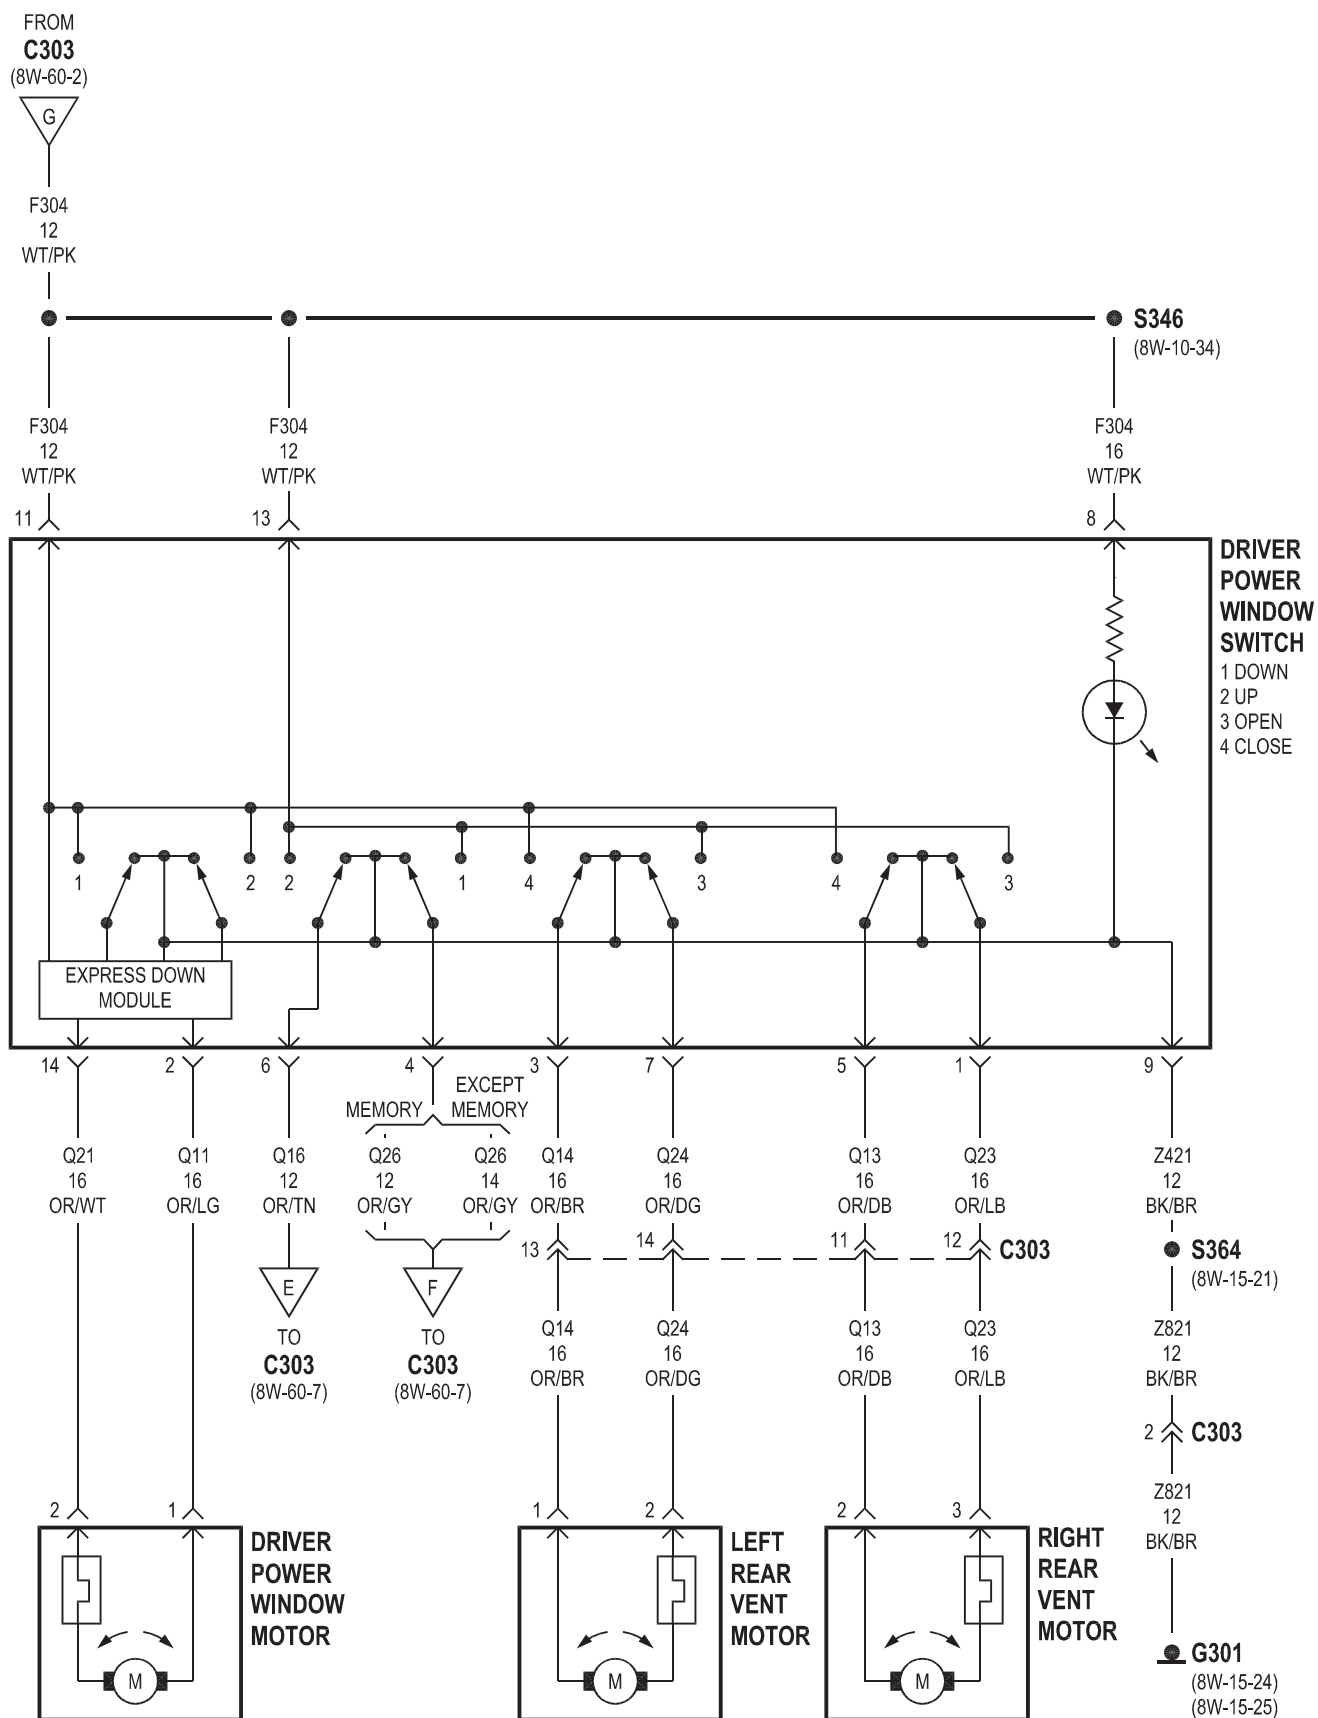 FROM
C303
(8W-60-2)
G
F304
12
WT/PK
S346
(8W-10-34)
F304
12
WT/PK
F304
12
WT/PK
F304
16
WT/PK
11
13
8
DRIVER
POWER
WINDOW
SWITCH
1 DOWN
2 UP
3 OPEN
4 CLOSE
1
2
2
1
4
3
4
3
EXPRESS DOWN
MODULE
14
2
6
4
3
7
5
1
9
MEMORY
EXCEPT
MEMORY
Q21
16
OR/WT
Q11
16
OR/LG
Q16
12
OR/TN
Q26
12
OR/GY
Q26
14
OR/GY
Q14
16
OR/BR
Q24
16
OR/DG
Q13
16
OR/DB
Q23
16
OR/LB
Z421
12
BK/BR
13
14
11
12
C303
S364
(8W-15-21)
E
TO
C303
(8W-60-7)
F
TO
C303
(8W-60-7)
Q14
16
OR/BR
Q24
16
OR/DG
Q13
16
OR/DB
Q23
16
OR/LB
Z821
12
BK/BR
2
C303
Z821
12
BK/BR
2
1
1
2
2
3
DRIVER
POWER
WINDOW
MOTOR
M
LEFT
REAR
VENT
MOTOR
M
RIGHT
REAR
VENT
MOTOR
M
G301
(8W-15-24)
(8W-15-25)